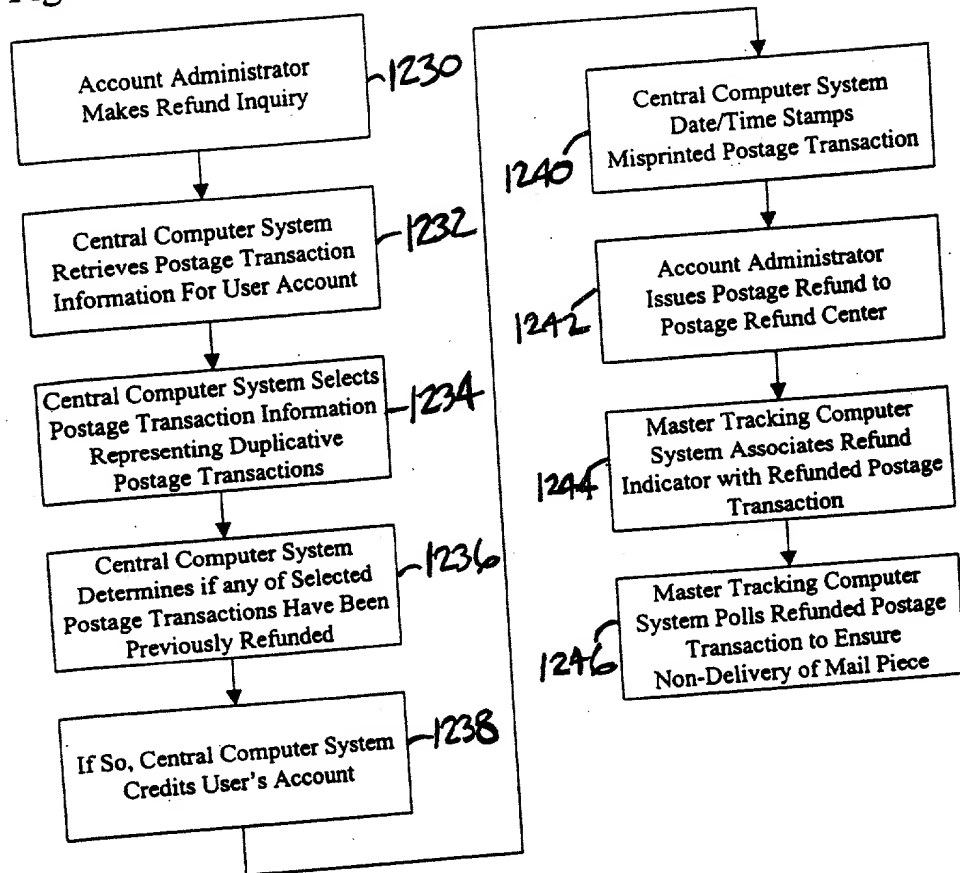 Account Administrator
Makes Refund Inquiry
1230
Central Computer System
Retrieves Postage Transaction
Information For User Account
1232
Central Computer System Selects
Postage Transaction Information
Representing Duplicative
Postage Transactions
1234
Central Computer System
Determines if any of Selected
Postage Transactions Have Been
Previously Refunded
1236
If So, Central Computer System
Credits User's Account
1238
Central Computer System
Date/Time Stamps
Misprinted Postage Transaction
1240
Account Administrator
Issues Postage Refund to
Postage Refund Center
1242
Master Tracking Computer
System Associates Refund
Indicator with Refunded Postage
Transaction
1244
Master Tracking Computer
System Polls Refunded Postage
Transaction to Ensure
Non-Delivery of Mail Piece
1246